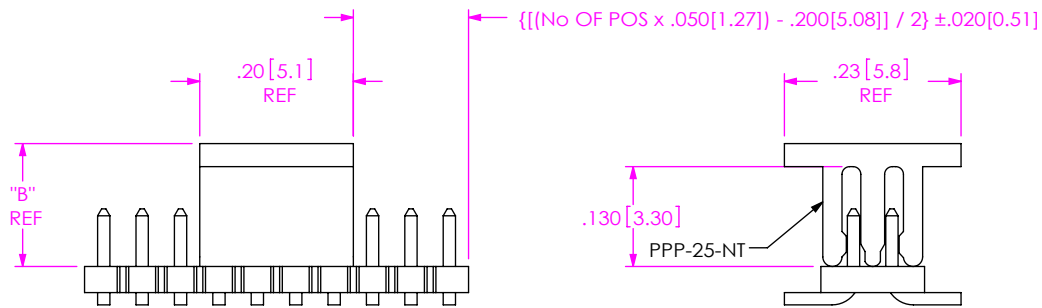 {[(No OF POS x .050[1.27]) - .200[5.08]] / 2} ±.020[0.51]
.20[5.1]
REF
.23[5.8]
REF
"B"
REF
.130[3.30]
PPP-25-NT